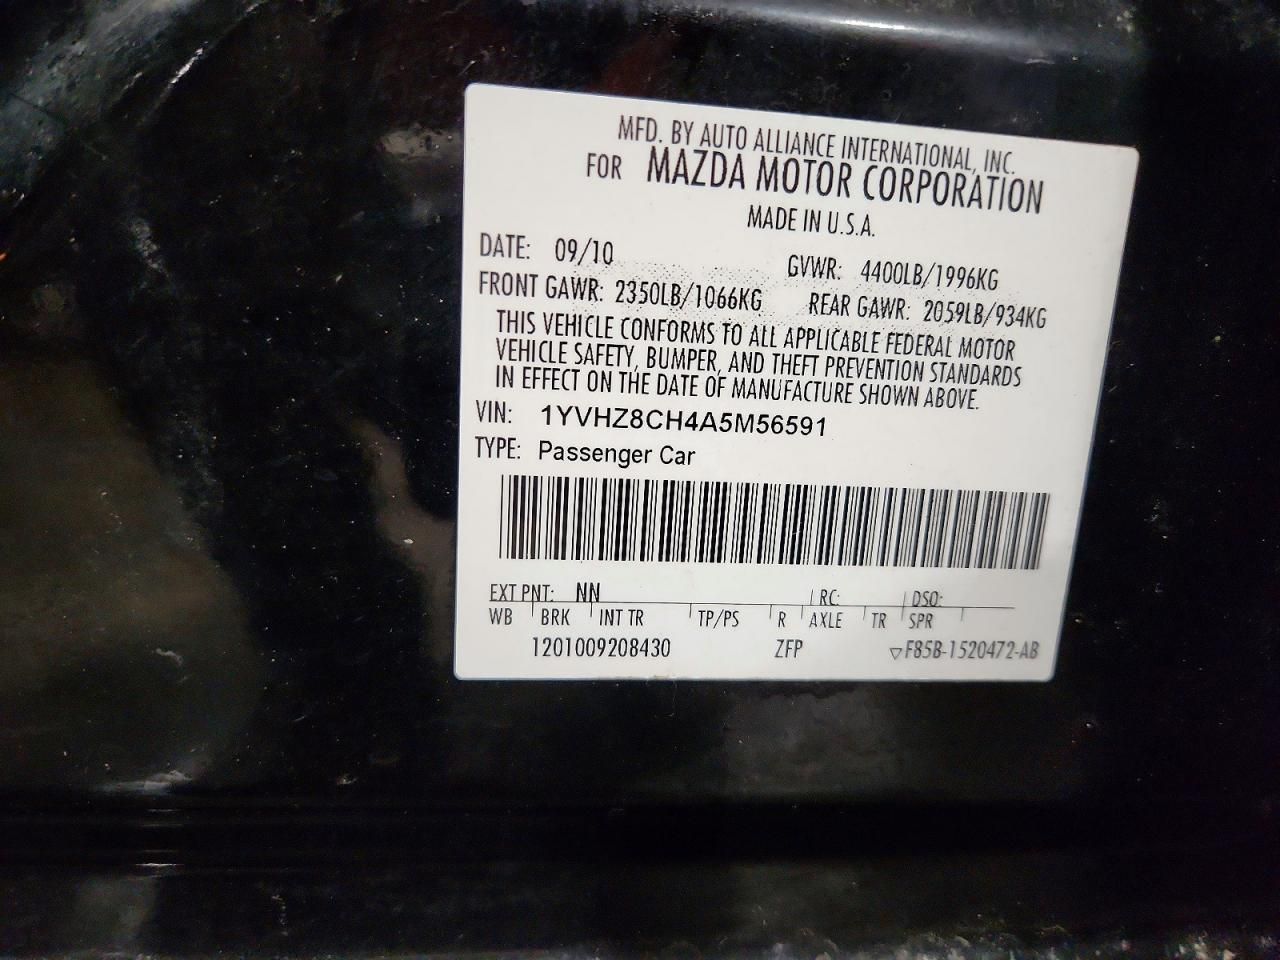 MFD. BY AUTO ALLIANCE INTERNATIONAL, INC.
FOR MAZDA MOTOR CORPORATION
MADE IN U.S.A.
DATE: 09/10 GVWR: 4400LB/1996KG
FRONT GAWR: 2350LB/1066KG REAR GAWR: 2059LB/934KG
THIS VEHICLE CONFORMS TO ALL APPLICABLE FEDERAL MOTOR
VEHICLE SAFETY, BUMPER, AND THEFT PREVENTION STANDARDS
IN EFFECT ON THE DATE OF MANUFACTURE SHOWN ABOVE.
VIN: 1YVHZ8CH4A5M56591
TYPE: Passenger Car
EXT PNT: NN RC: DSO:
WB BRK INT TR TP/PS R AXLE TR SPR
1201009208430 ZFP ▽F85B-1520472-AB